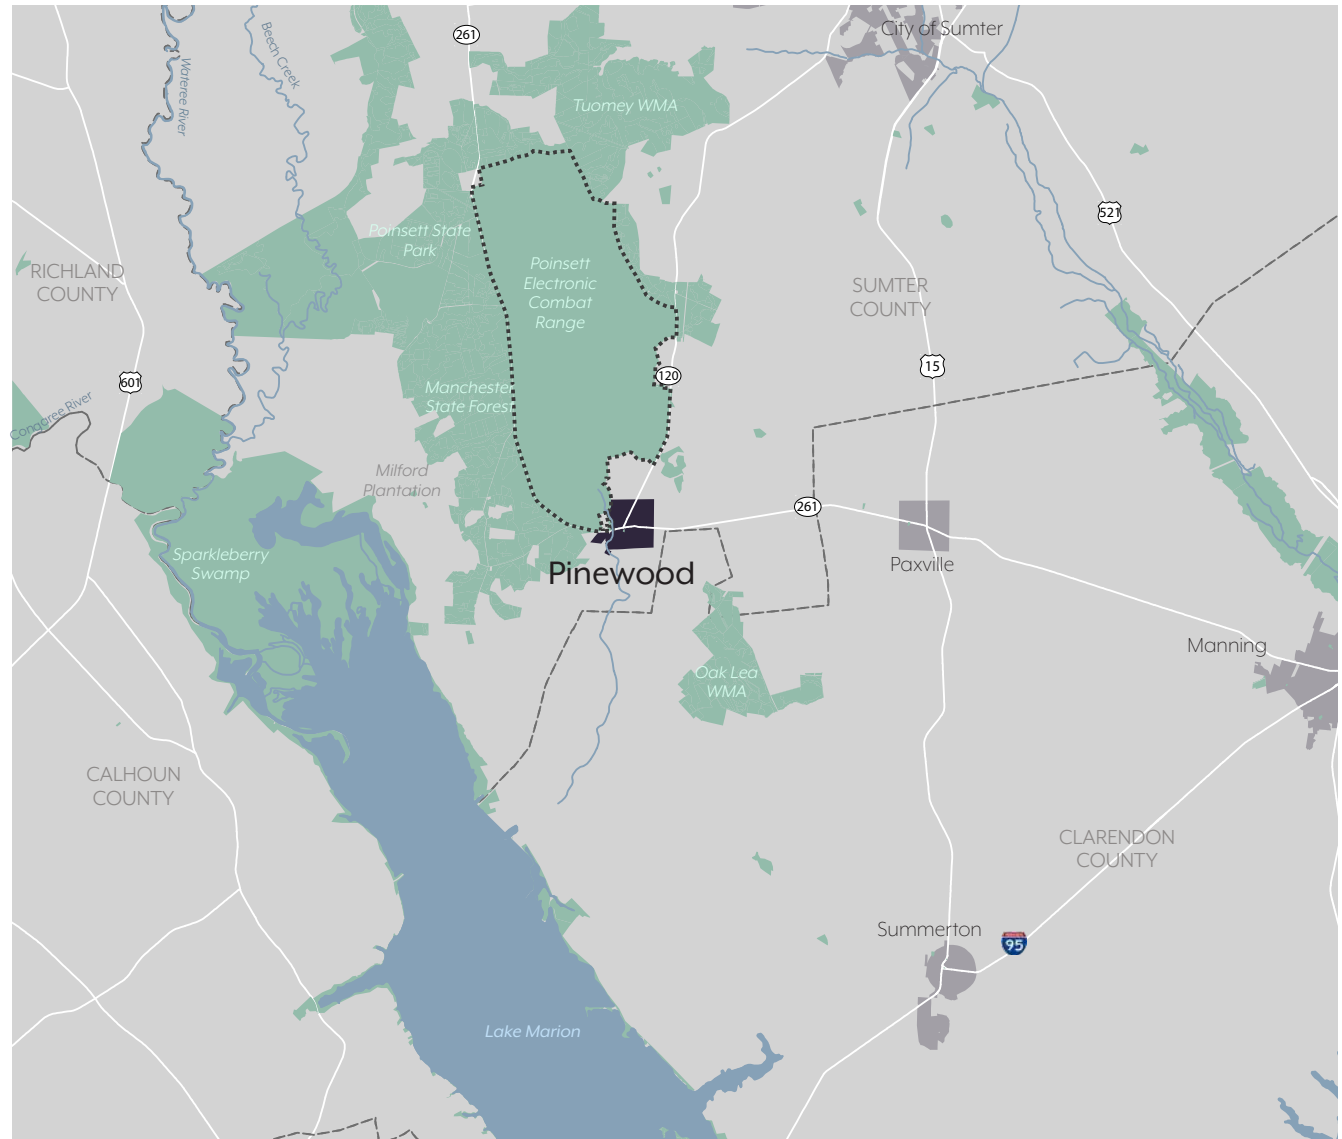 City of Sumter
261
Beech Creek
Wateree River
Tuomey WMA
521
Poinsett State
Park
Poinsett
Electronic
Combat
Range
RICHLAND
COUNTY
SUMTER
COUNTY
15
120
601
Manchester
State Forest
Congaree River
Milford
Plantation
261
Sparkleberry
Swamp
Pinewood
Paxville
Manning
Oak Lea
WMA
CALHOUN
COUNTY
CLARENDON
COUNTY
Summerton
95
Lake Marion